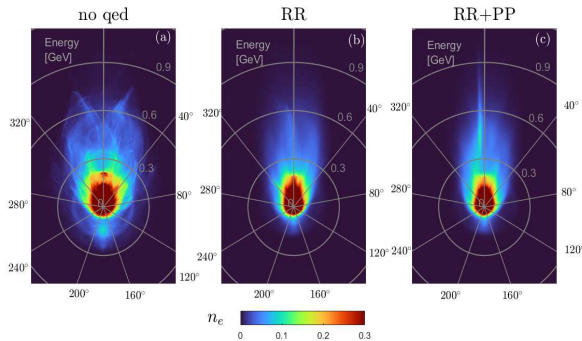 no qed
RR
RR+PP
(a)
(b)
(c)
Energy
[GeV]
0.9
0.6
0.3
0
320°
40°
280°
80°
240°
120°
200°
160°
Energy
[GeV]
0.9
0.6
0.3
0
320°
40°
280°
80°
240°
120°
200°
160°
Energy
[GeV]
0.9
0.6
0.3
0
320°
40°
280°
80°
240°
120°
200°
160°
n_e
0 0.1 0.2 0.3